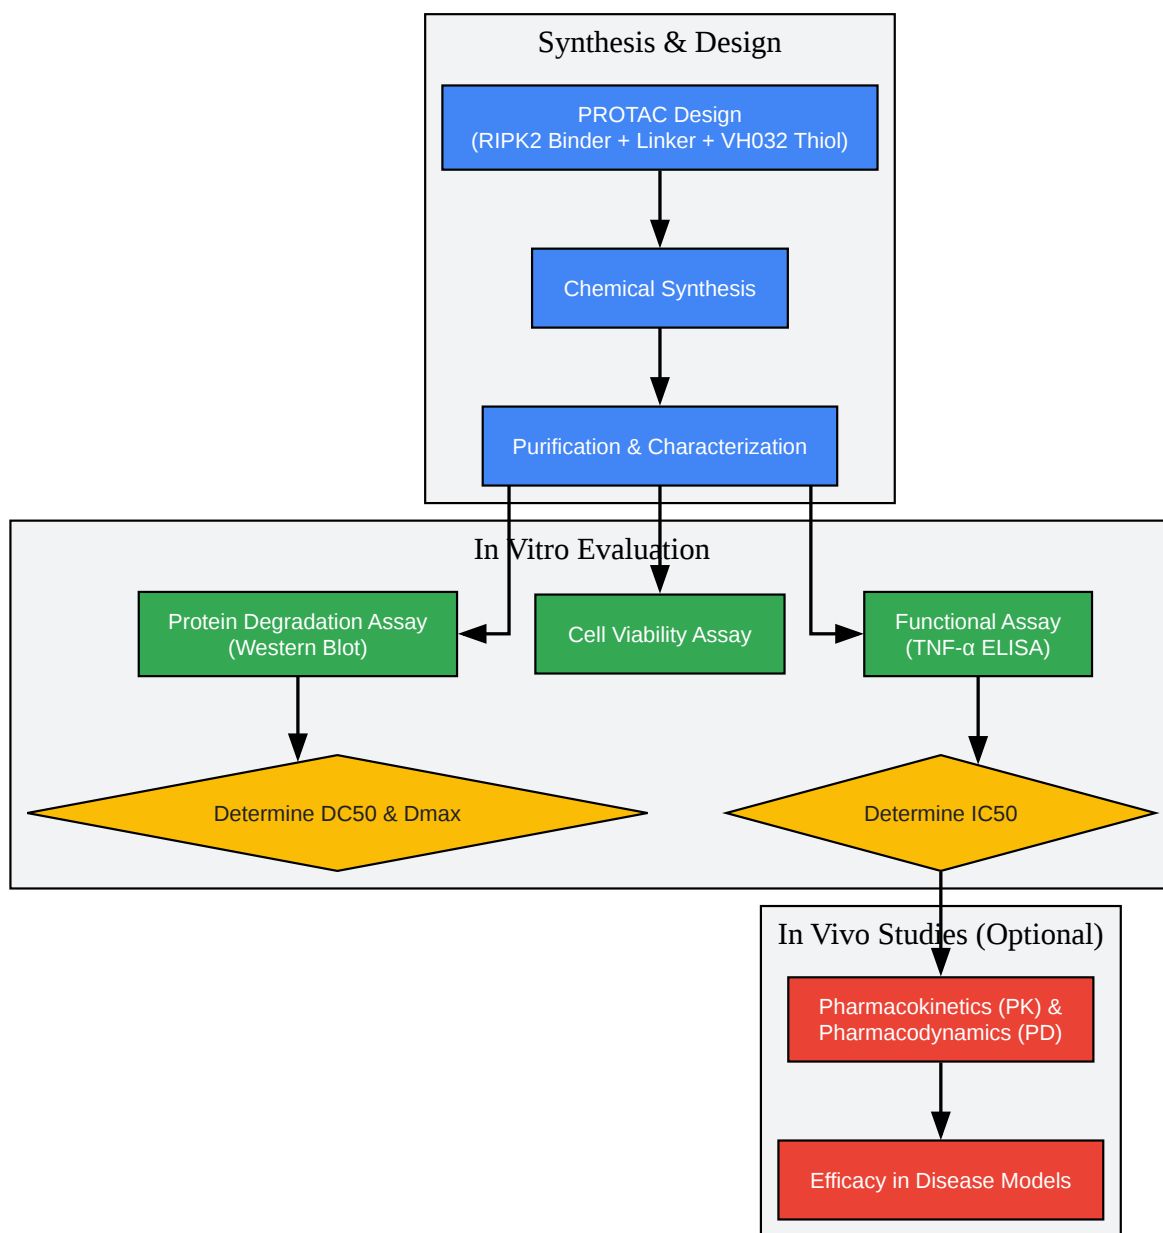 Synthesis & Design
PROTAC Design
(RIPK2 Binder + Linker + VH032 Thiol)
Chemical Synthesis
Purification & Characterization
In Vitro Evaluation
Protein Degradation Assay
(Western Blot)
Cell Viability Assay
Functional Assay
(TNF-α ELISA)
Determine DC50 & Dmax
Determine IC50
In Vivo Studies (Optional)
Pharmacokinetics (PK) &
Pharmacodynamics (PD)
Efficacy in Disease Models